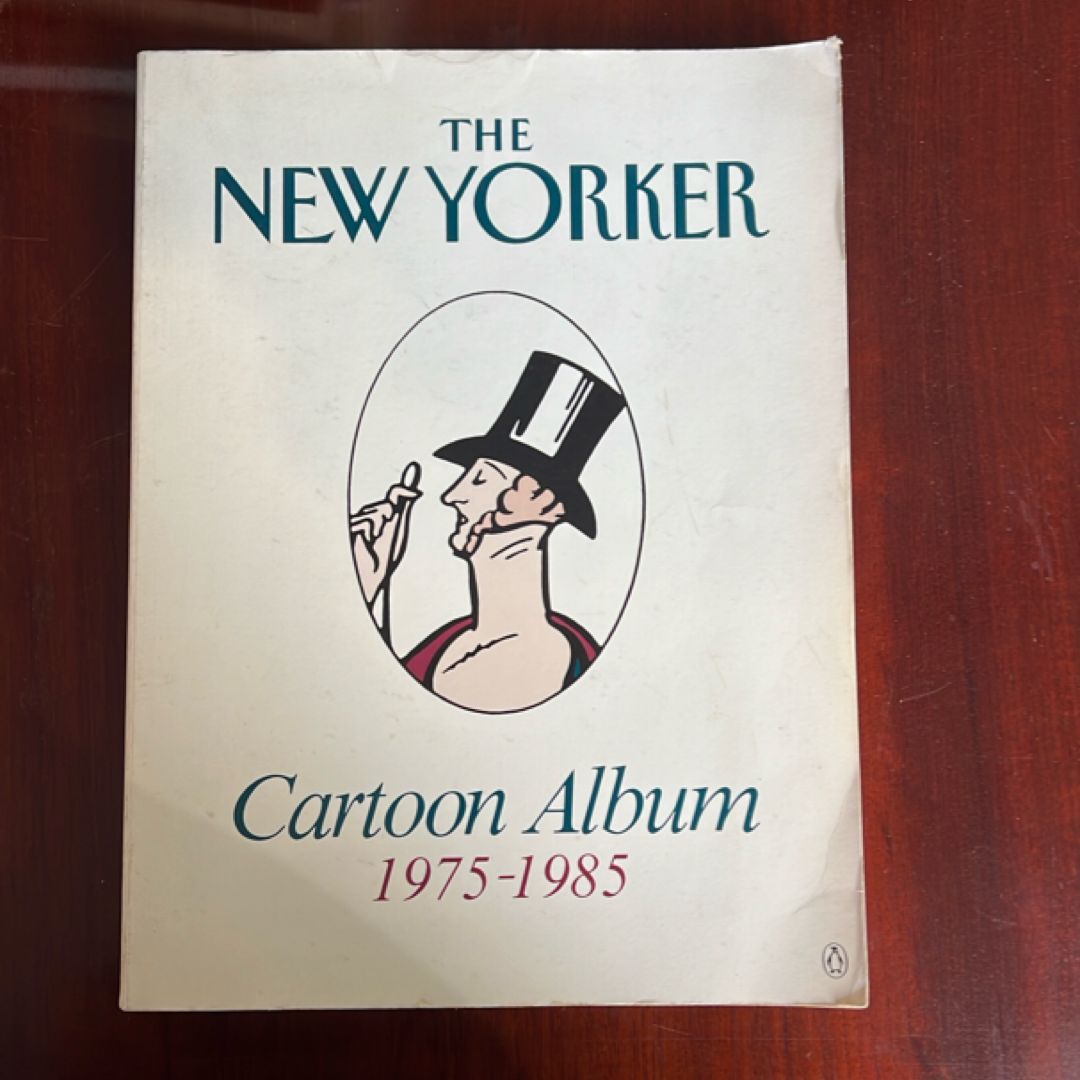 THE
NEW YORKER
Cartoon Album
1975-1985